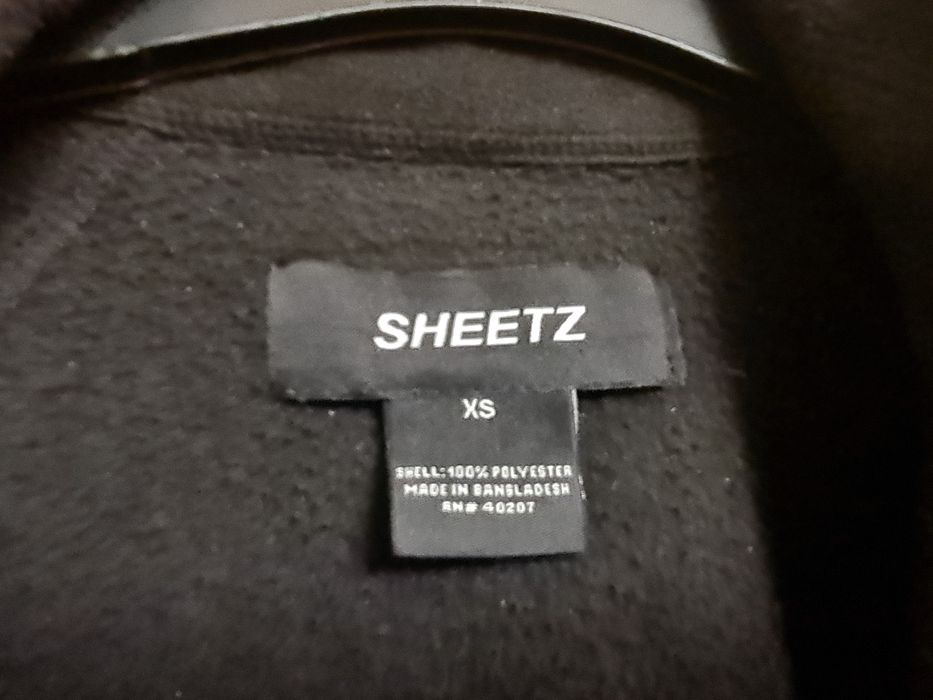 SHEETZ
XS
SHELL: 100% POLYESTER
MADE IN BANGLADESH
RN# 40207